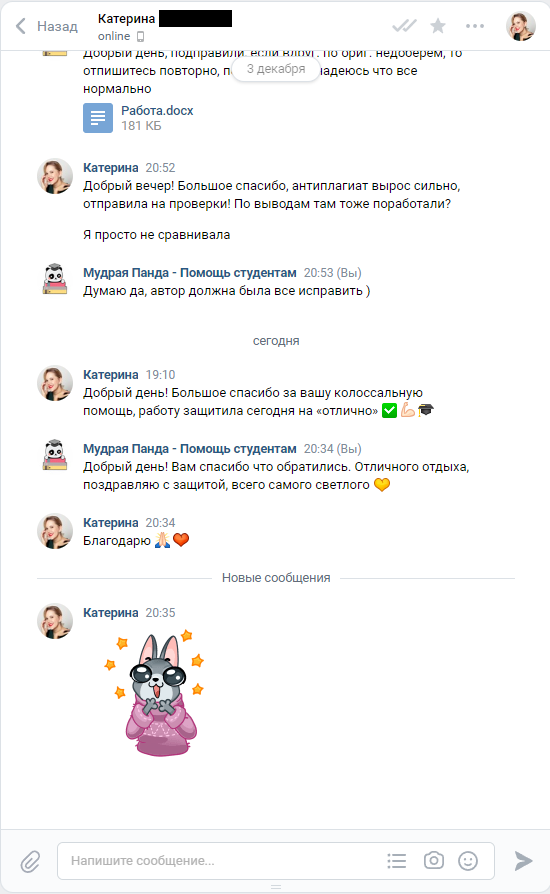 Назад
Катерина
online
Добрый день, подправили, если вдруг. по ориг. недоберем, то
отпишитесь повторно,
надеюсь что все
3 декабря
нормально
Работа.docx
181 КБ
Катерина 20:52
Добрый вечер! Большое спасибо, антиплагиат вырос сильно,
отправила на проверки! По выводам там тоже поработали?
Я просто не сравнивала
Мудрая Панда - Помощь студентам 20:53 (Вы)
Думаю да, автор должна была все исправить )
сегодня
Катерина 19:10
Добрый день! Большое спасибо за вашу колоссальную
помощь, работу защитила сегодня на «отлично» ✅💪🏻🎓
Мудрая Панда - Помощь студентам 20:34 (Вы)
Добрый день! Вам спасибо что обратились. Отличного отдыха,
поздравляю с защитой, всего самого светлого 💛
Катерина 20:34
Благодарю 🙏🏻❤
Новые сообщения
Катерина 20:35
Напишите сообщение...